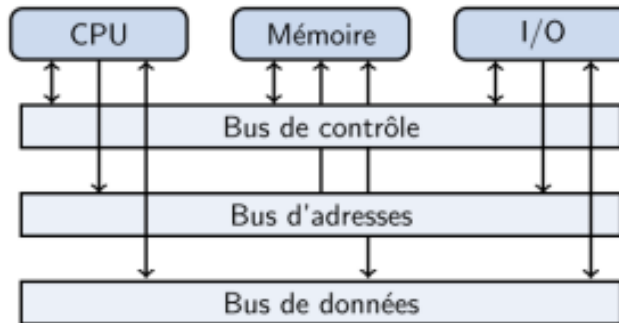 CPU
Mémoire
I/O
Bus de contrôle
Bus d'adresses
Bus de données